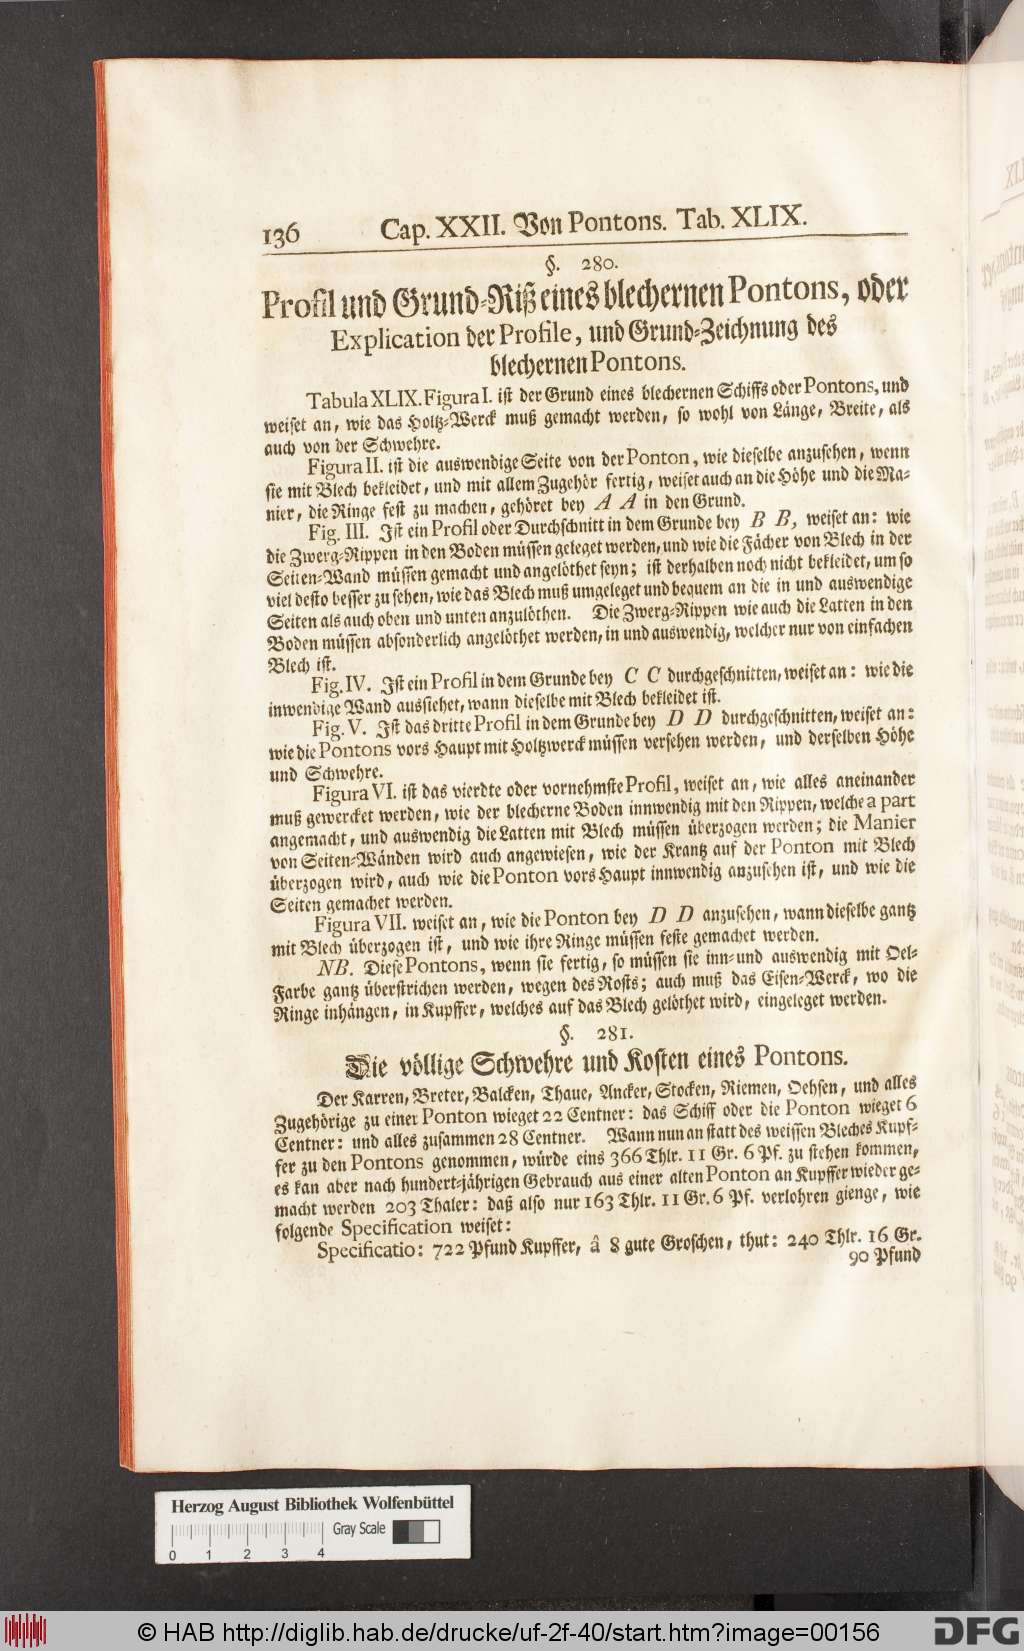 136 Cap. XXII. Von Pontons. Tab. XLIX.
§. 280.
Profil und Grund-Riß eines blechernen Pontons, oder
Explication der Profile, und Grund-Zeichnung des
blechernen Pontons.
Tabula XLIX. Figura I. ist der Grund eines blechernen Schiffs oder Pontons, und
weiset an, wie das Holtz-Werck muß gemacht werden, so wohl von Länge, Breite, als
auch von der Schwehre.
Figura II. ist die auswendige Seite von der Ponton, wie dieselbe anzusehen, wenn
sie mit Blech bekleidet, und mit allem Zugehör fertig, weiset auch an die Höhe und die Ma-
nier, die Ringe fest zu machen, gehöret bey A A in den Grund.
Fig. III. Ist ein Profil oder Durchschnitt in dem Grunde bey B B, weiset an: wie
die Zwerg-Rippen in den Boden müssen geleget werden, und wie die Fächer von Blech in der
Seiten-Wand müssen gemacht und angelöthet seyn; ist derhalben noch nicht bekleidet, um so
viel desto besser zu sehen, wie das Blech muß umgeleget und bequem an die in und auswendige
Seiten als auch oben und unten anzulöthen. Die Zwerg-Rippen wie auch die Latten in den
Boden müssen absonderlich angelöthet werden, in und auswendig, welcher nur von einfachen
Blech ist.
Fig. IV. Ist ein Profil in dem Grunde bey C C durchgeschnitten, weiset an: wie die
inwendige Wand aussiehet, wann dieselbe mit Blech bekleidet ist.
Fig. V. Ist das dritte Profil in dem Grunde bey D D durchgeschnitten, weiset an:
wie die Pontons vors Haupt mit Holtzwerck müssen versehen werden, und derselben Höhe
und Schwehre.
Figura VI. ist das vierdte oder vornehmste Profil, weiset an, wie alles aneinander
muß gewercket werden, wie der blecherne Boden innwendig mit den Rippen, welche a part
angemacht, und auswendig die Latten mit Blech müssen überzogen werden; die Manier
von Seiten-Wänden wird auch angewiesen, wie der Krantz auf der Ponton mit Blech
überzogen wird, auch wie die Ponton vors Haupt innwendig anzusehen ist, und wie die
Seiten gemachet werden.
Figura VII. weiset an, wie die Ponton bey D D anzusehen, wann dieselbe gantz
mit Blech überzogen ist, und wie ihre Ringe müssen feste gemachet werden.
NB. Diese Pontons, wenn sie fertig, so müssen sie inn- und auswendig mit Oel-
Farbe gantz überstrichen werden, wegen des Rosts; auch muß das Eisen-Werck, wo die
Ringe inhängen, in Kupffer, welches auf das Blech gelöthet wird, eingeleget werden.
§. 281.
Die völlige Schwehre und Kosten eines Pontons.
Der Karren, Breter, Balcken, Thaue, Ancker, Stocken, Riemen, Oehsen, und alles
Zugehörige zu einer Ponton wieget 22 Centner: das Schiff oder die Ponton wieget 6
Centner: und alles zusammen 28 Centner. Wann nun an statt des weissen Bleches Kupf-
fer zu den Pontons genommen, würde eins 366 Thlr. 11 Gr. 6 Pf. zu stehen kommen,
es kan aber nach hundert-jährigen Gebrauch aus einer alten Ponton an Kupffer wieder ge-
macht werden 203 Thaler: daß also nur 163 Thlr. 11 Gr. 6 Pf. verlohren gienge, wie
folgende Specification weiset:
Specificatio: 722 Pfund Kupffer, â 8 gute Groschen, thut: 240 Thlr. 16 Gr.
90 Pfund
Herzog August Bibliothek Wolfenbüttel
Gray Scale
0 1 2 3 4
© HAB http://diglib.hab.de/drucke/uf-2f-40/start.htm?image=00156
DFG